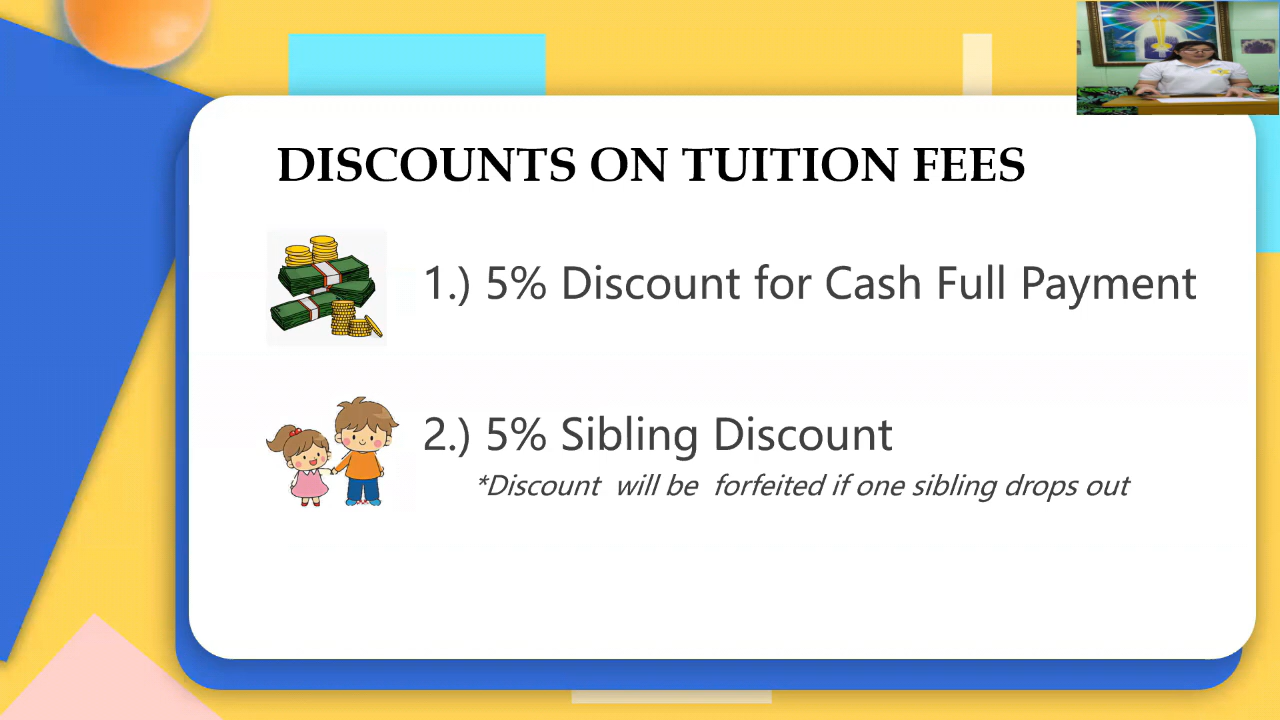 DISCOUNTS ON TUITION FEES
1.) 5% Discount for Cash Full Payment
2.) 5% Sibling Discount
*Discount will be forfeited if one sibling drops out